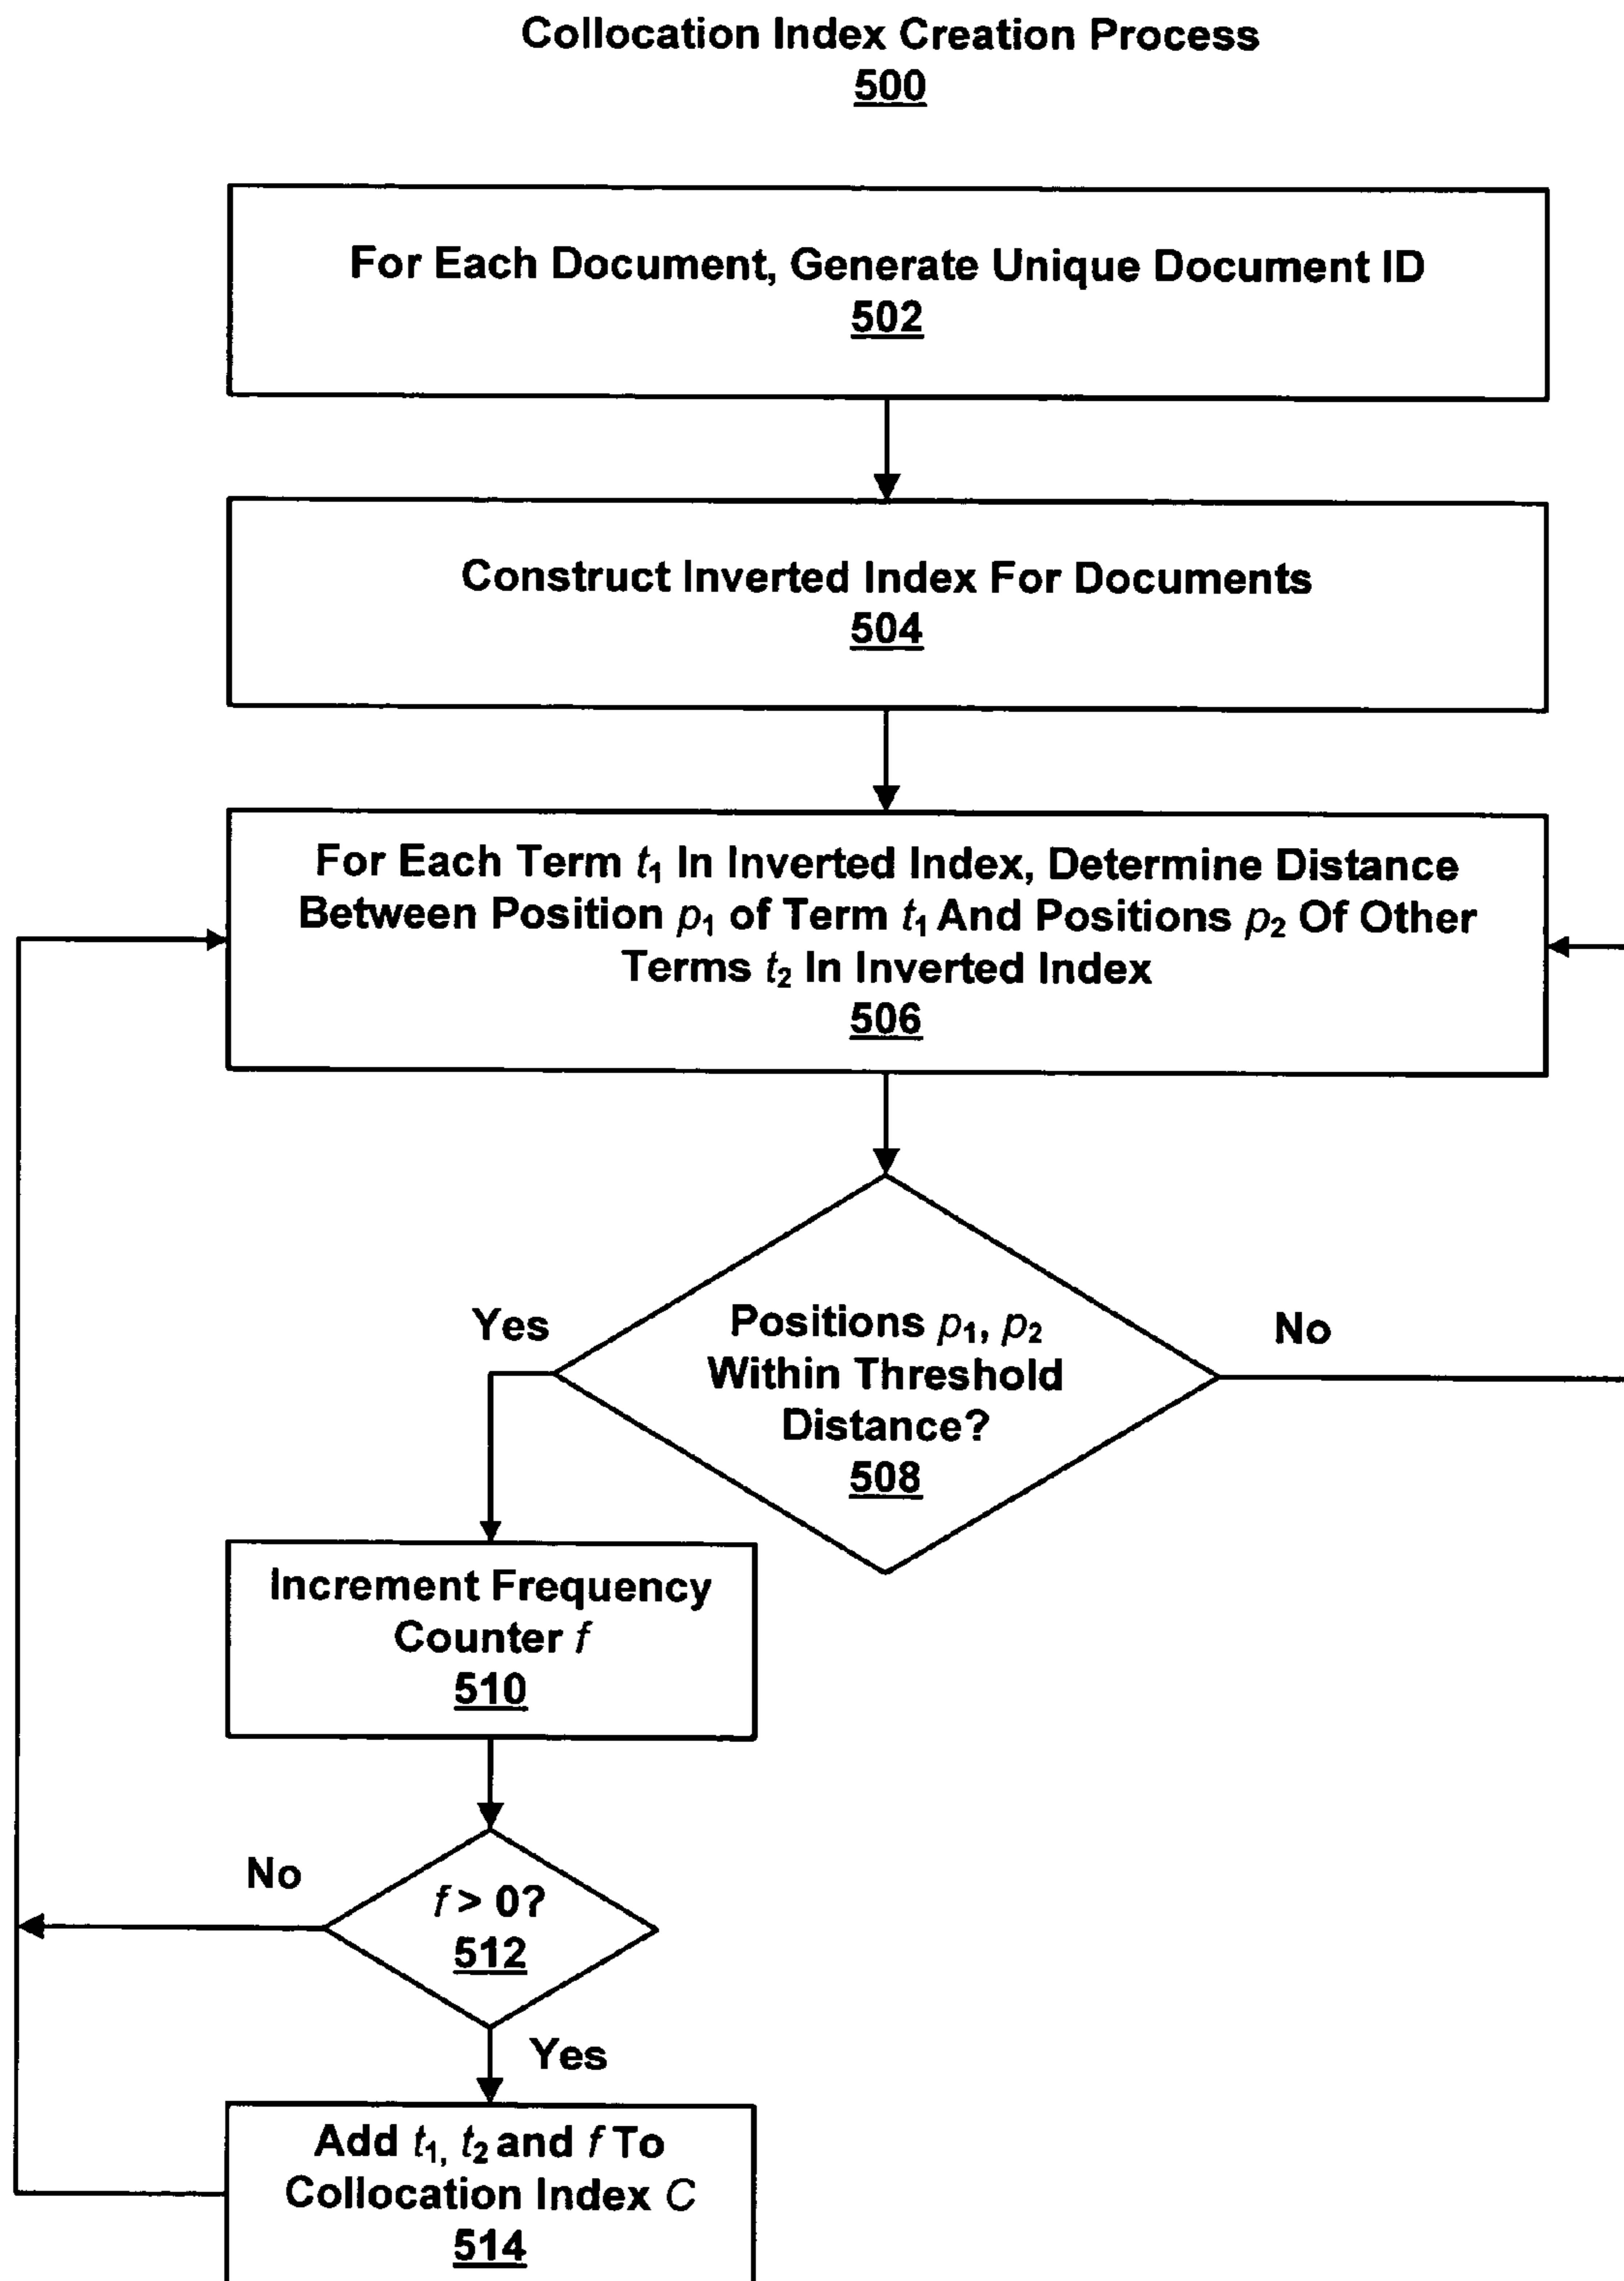 Collocation Index Creation Process
500
For Each Document, Generate Unique Document ID
502
Construct Inverted Index For Documents
504
For Each Term t₁ In Inverted Index, Determine Distance
Between Position p₁ of Term t₁ And Positions p₂ Of Other
Terms t₂ In Inverted Index
506
Yes
Positions p₁, p₂
Within Threshold
Distance?
508
No
Increment Frequency
Counter f
510
No
f > 0?
512
Yes
Add t₁, t₂ and f To
Collocation Index C
514